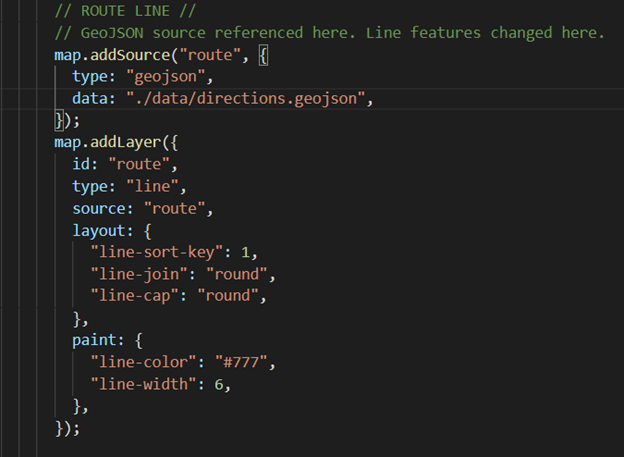 // ROUTE LINE //
// GeoJSON source referenced here. Line features changed here.
map.addSource("route", {
  type: "geojson",
  data: "./data/directions.geojson",
});
map.addLayer({
  id: "route",
  type: "line",
  source: "route",
  layout: {
    "line-sort-key": 1,
    "line-join": "round",
    "line-cap": "round",
  },
  paint: {
    "line-color": "#777",
    "line-width": 6,
  },
});